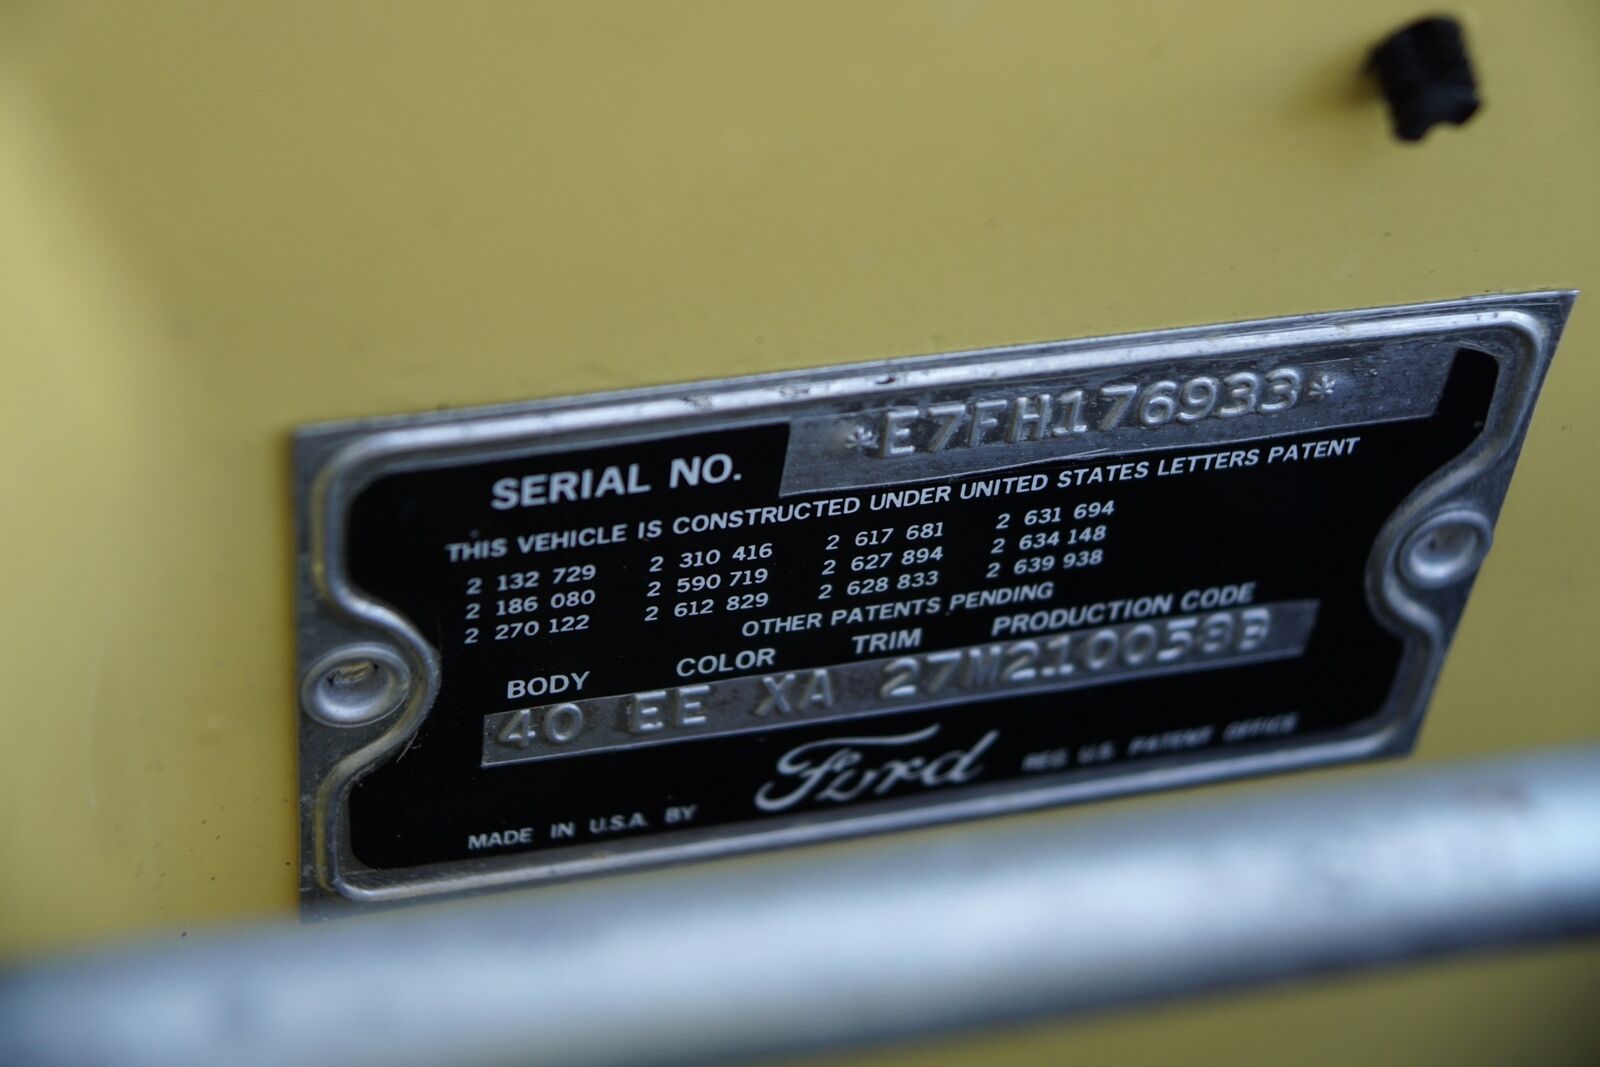 SERIAL NO. *E7FH176933*
THIS VEHICLE IS CONSTRUCTED UNDER UNITED STATES LETTERS PATENT
2 132 729 2 310 416 2 617 681 2 631 694
2 186 080 2 590 719 2 627 894 2 634 148
2 270 122 2 612 829 2 628 833 2 639 938
OTHER PATENTS PENDING
BODY COLOR TRIM PRODUCTION CODE
40 EE XA 27M210058B
MADE IN U.S.A. BY Ford REG. U.S. PATENT OFFICE